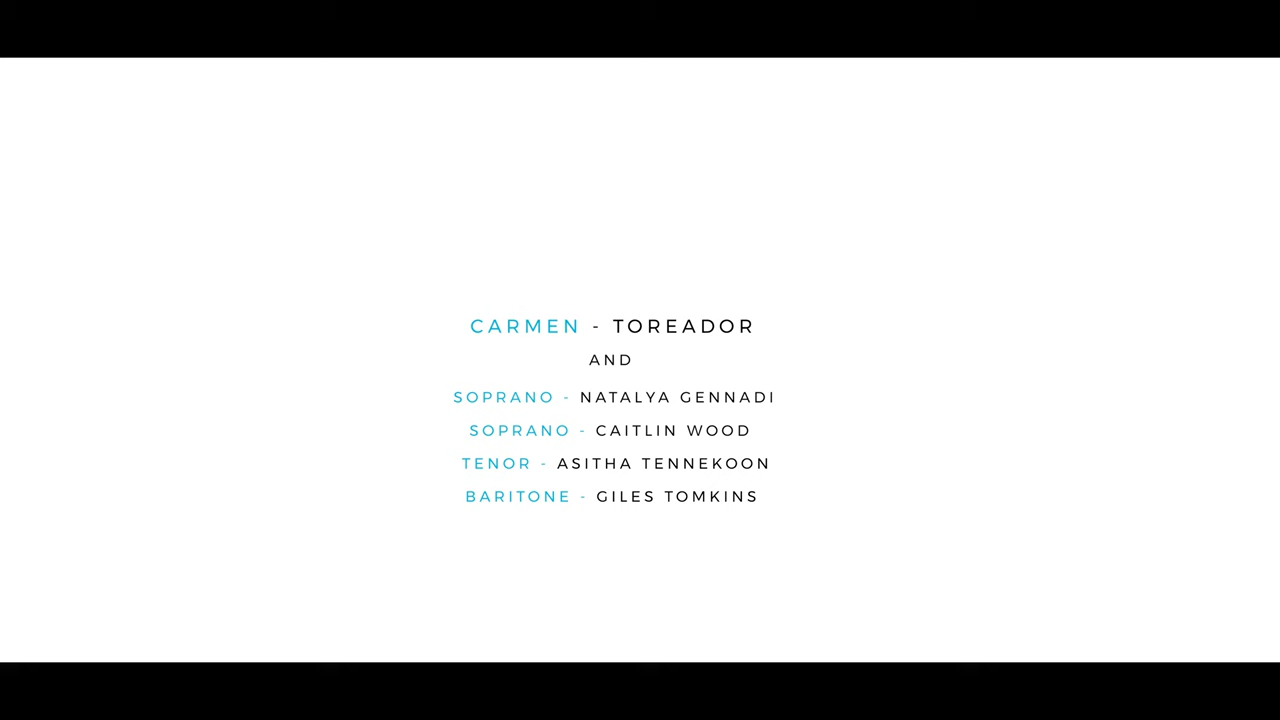 CARMEN - TOREADOR
AND
SOPRANO - NATALYA GENNADI
SOPRANO - CAITLIN WOOD
TENOR - ASITHA TENNEKOON
BARITONE - GILES TOMKINS